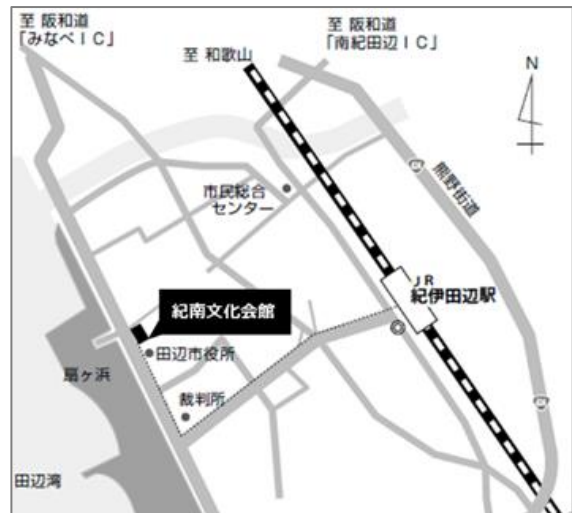 至 阪和道
「みなべIC」
至 和歌山
至 阪和道
「南紀田辺IC」
N
熊野街道
市民総合
センター
JR
紀伊田辺駅
紀南文化会館
田辺市役所
扇ヶ浜
裁判所
田辺湾